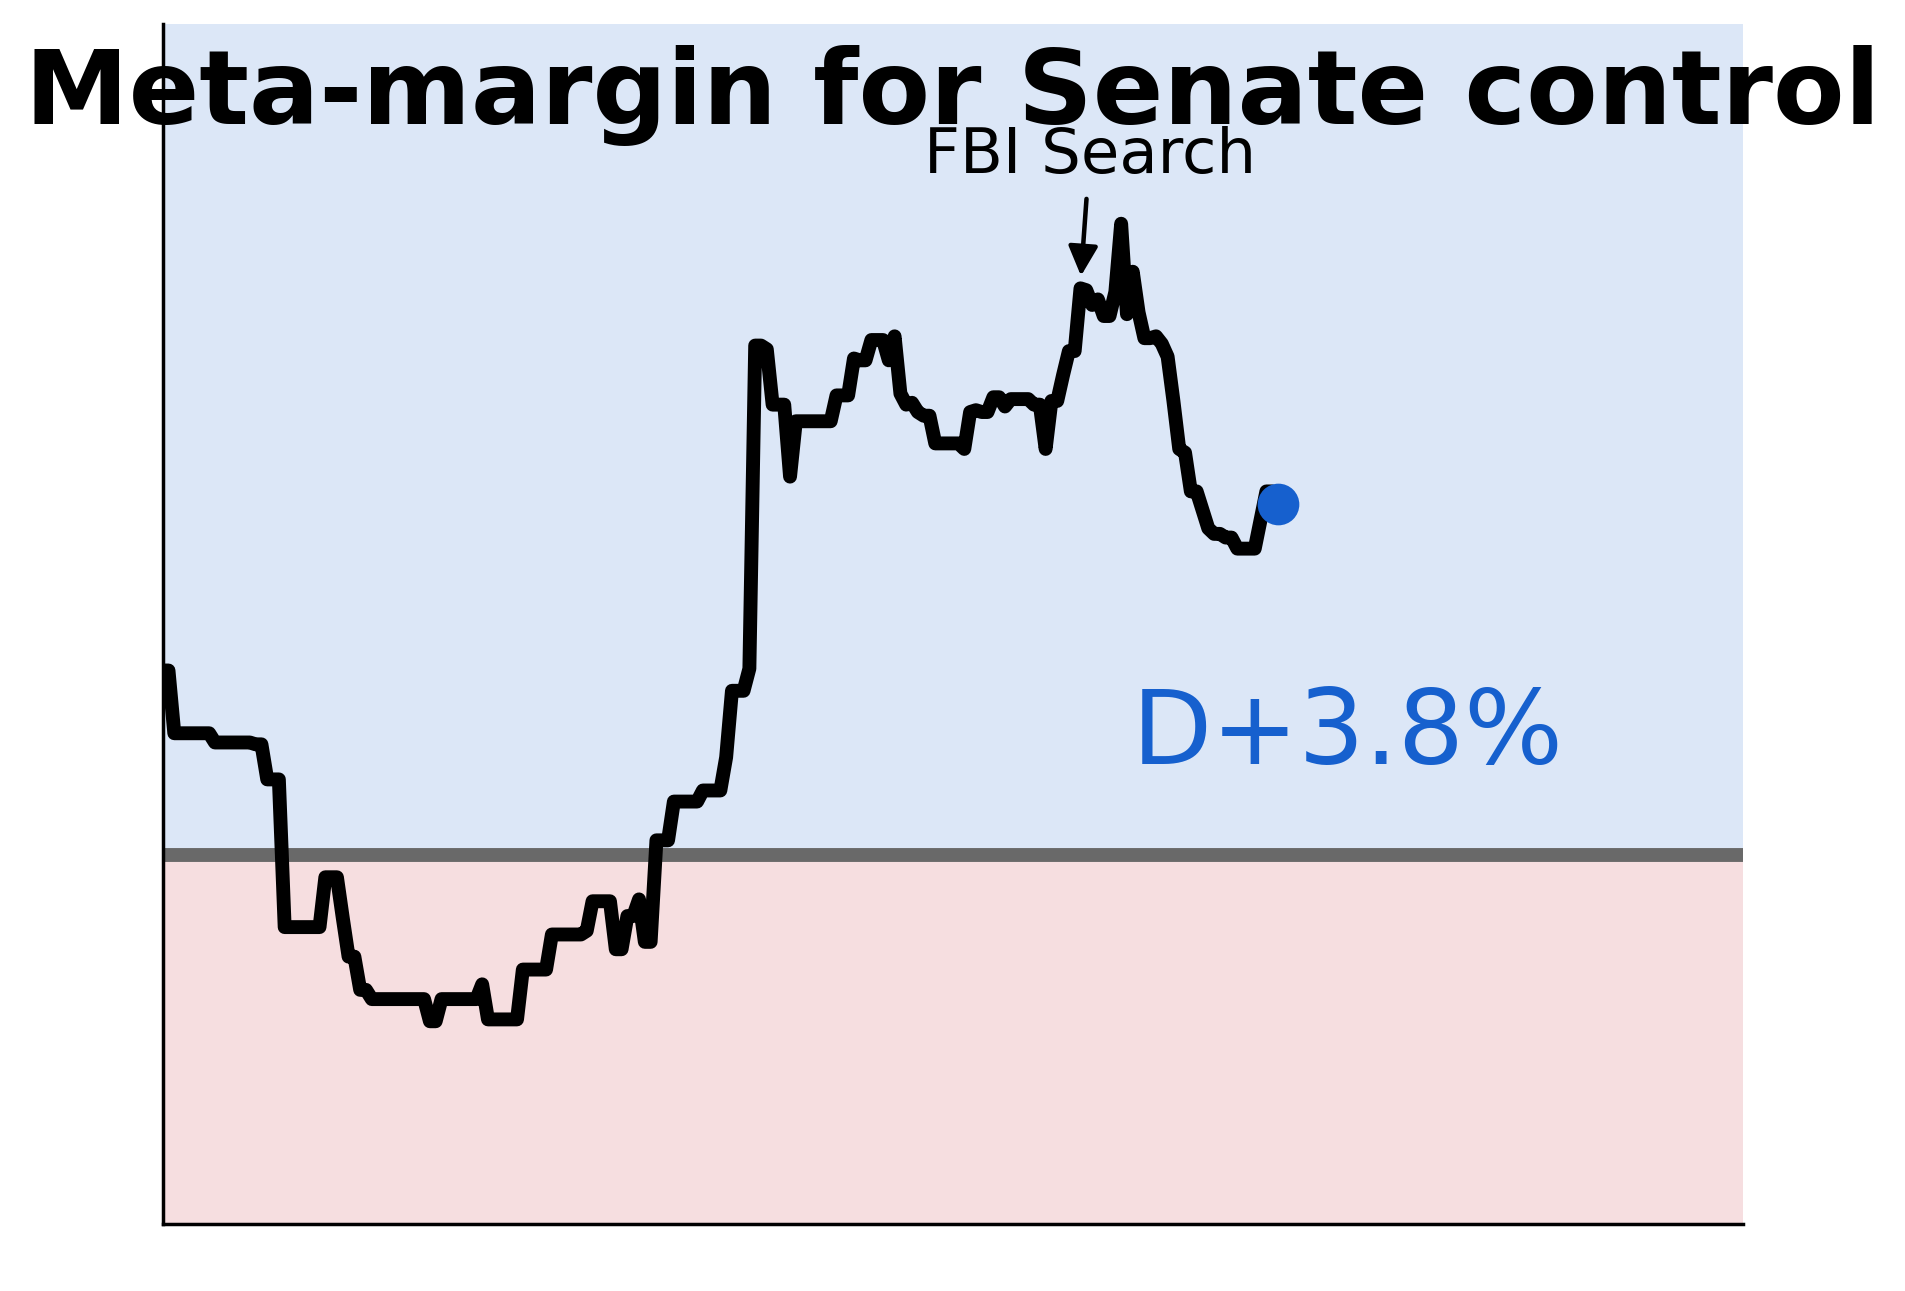 Meta-margin for Senate control
FBI Search
D+3.8%